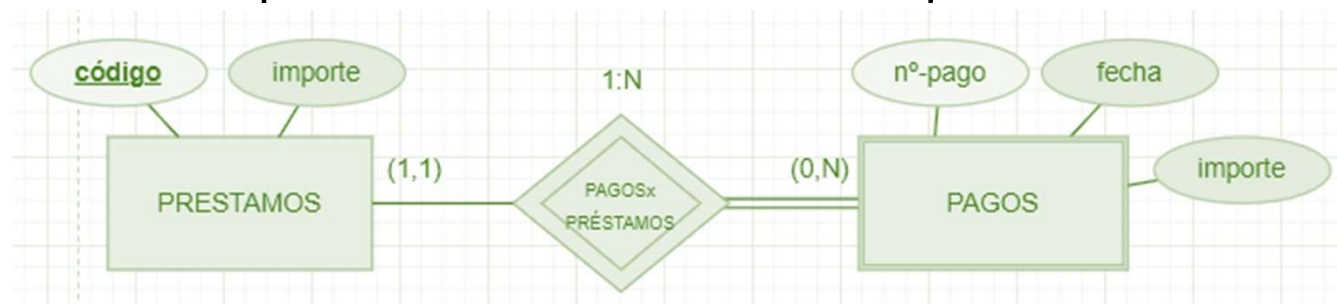 código
importe
1:N
nº-pago
fecha
PRESTAMOS
(1,1)
PAGOSx
PRÉSTAMOS
(0,N)
PAGOS
importe